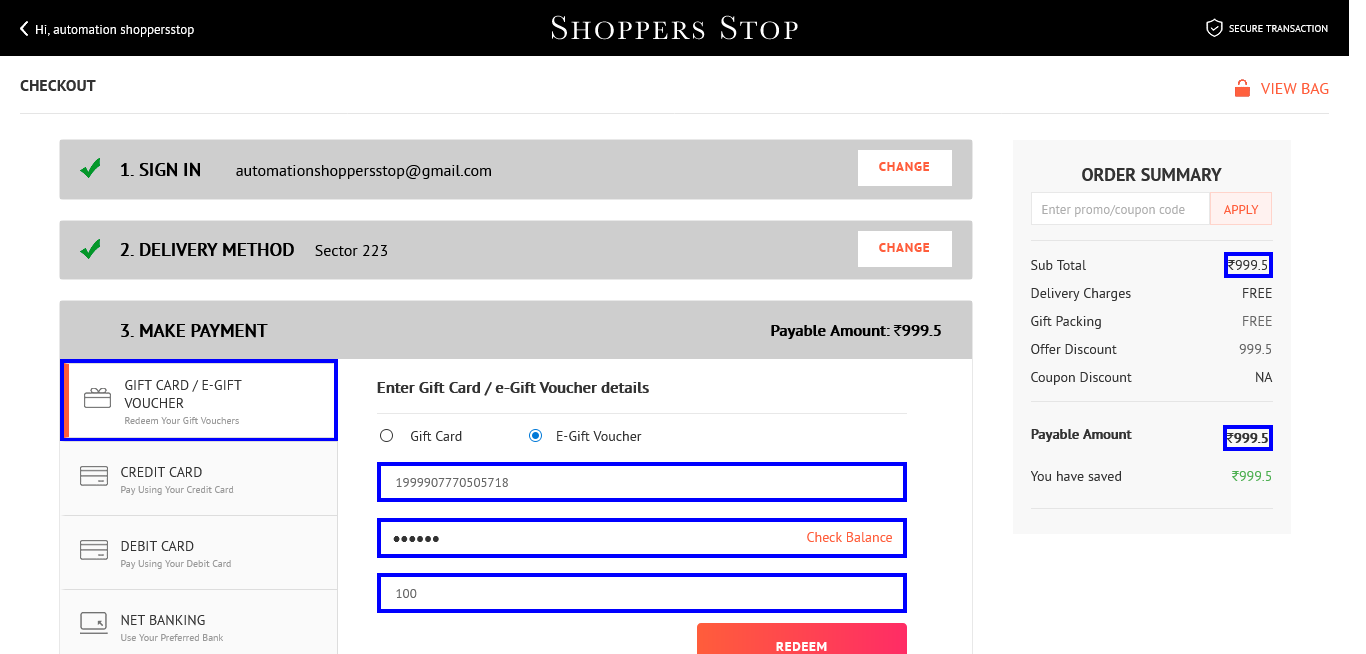 Hi, automation shoppersstop
SHOPPERS STOP
SECURE TRANSACTION
CHECKOUT
VIEW BAG
1. SIGN IN automationshoppersstop@gmail.com CHANGE
2. DELIVERY METHOD Sector 223 CHANGE
3. MAKE PAYMENT Payable Amount: ₹999.5
GIFT CARD / E-GIFT
VOUCHER
Redeem Your Gift Vouchers
CREDIT CARD
Pay Using Your Credit Card
DEBIT CARD
Pay Using Your Debit Card
NET BANKING
Use Your Preferred Bank
Enter Gift Card / e-Gift Voucher details
Gift Card E-Gift Voucher
1999907770505718
•••••• Check Balance
100
REDEEM
ORDER SUMMARY
Enter promo/coupon code APPLY
Sub Total ₹999.5
Delivery Charges FREE
Gift Packing FREE
Offer Discount 999.5
Coupon Discount NA
Payable Amount ₹999.5
You have saved ₹999.5